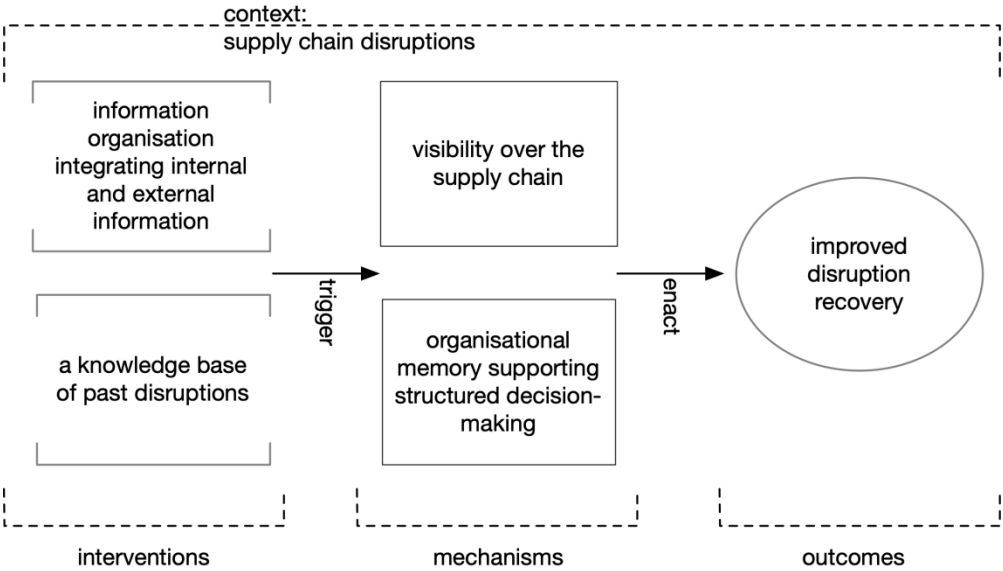 context:
supply chain disruptions
information
organisation
integrating internal
and external
information
a knowledge base
of past disruptions
trigger
visibility over the
supply chain
organisational
memory supporting
structured decision-
making
enact
improved
disruption
recovery
interventions
mechanisms
outcomes